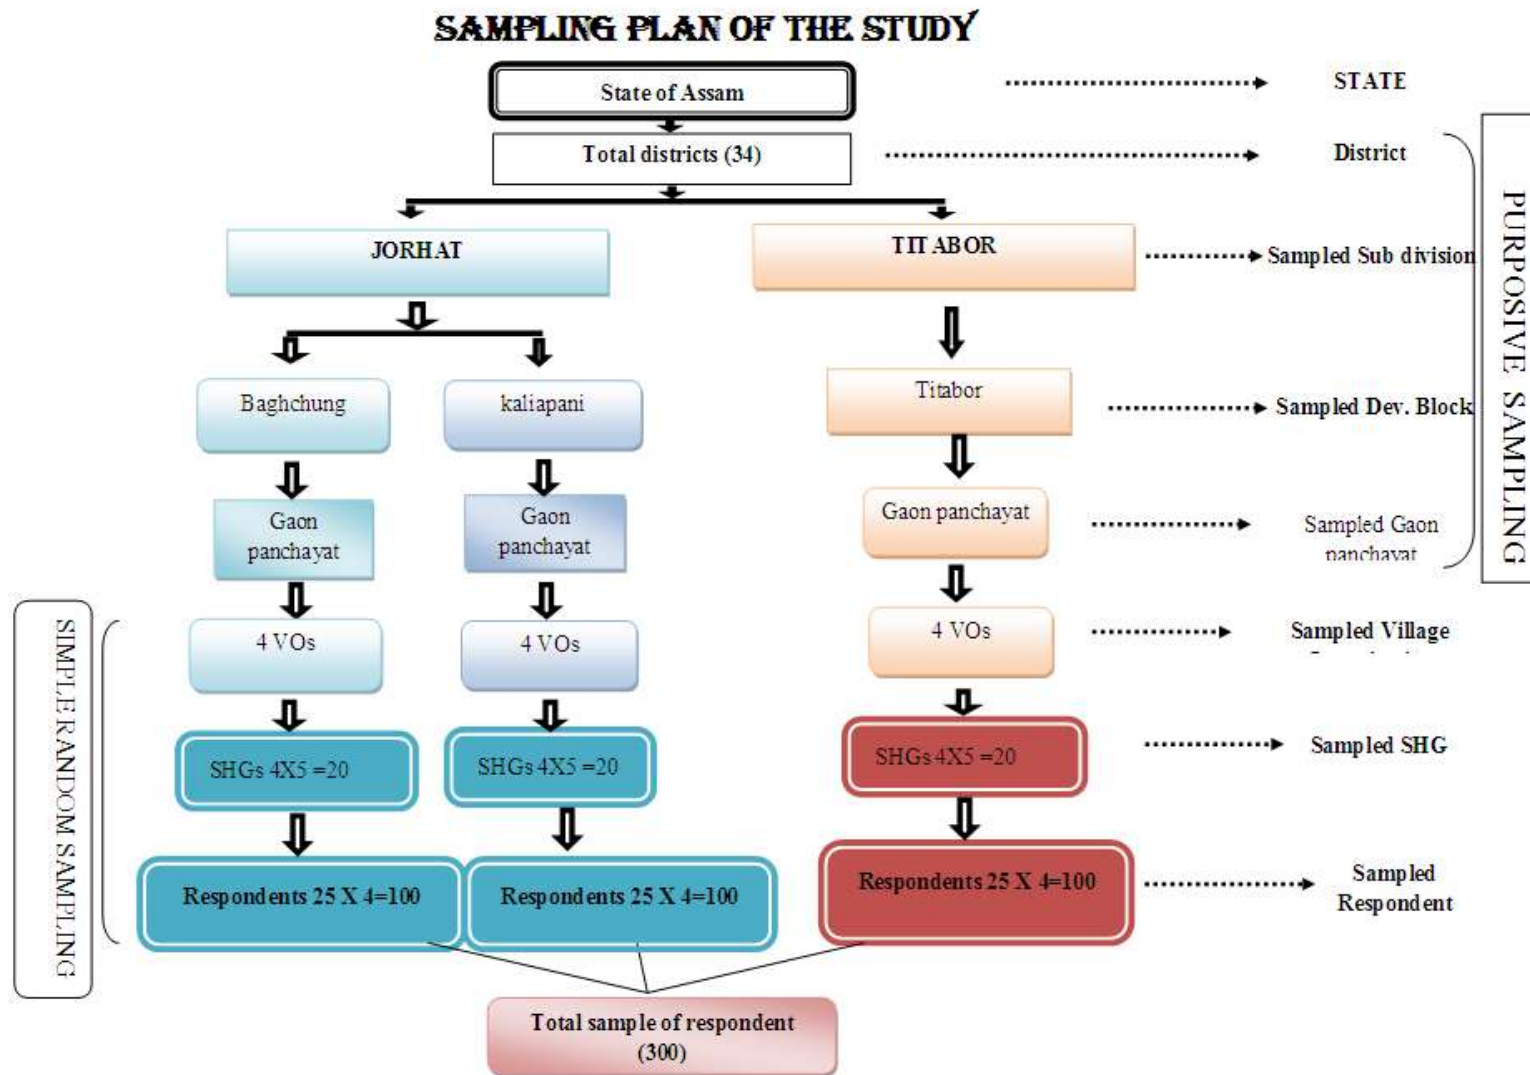 SAMPLING PLAN OF THE STUDY
State of Assam
STATE
Total districts (34)
District
JORHAT
TITABOR
Sampled Sub division
Baghchung
kaliapani
Titabor
Sampled Dev. Block
Gaon
panchayat
Gaon
panchayat
Gaon panchayat
Sampled Gaon
panchayat
4 VOs
4 VOs
4 VOs
Sampled Village
SHGs 4X5 =20
SHGs 4X5 =20
SHGs 4X5 =20
Sampled SHG
Respondents 25 X 4=100
Respondents 25 X 4=100
Respondents 25 X 4=100
Sampled
Respondent
Total sample of respondent
(300)
PURPOSIVE SAMPLING
SIMPLE RANDOM SAMPLING